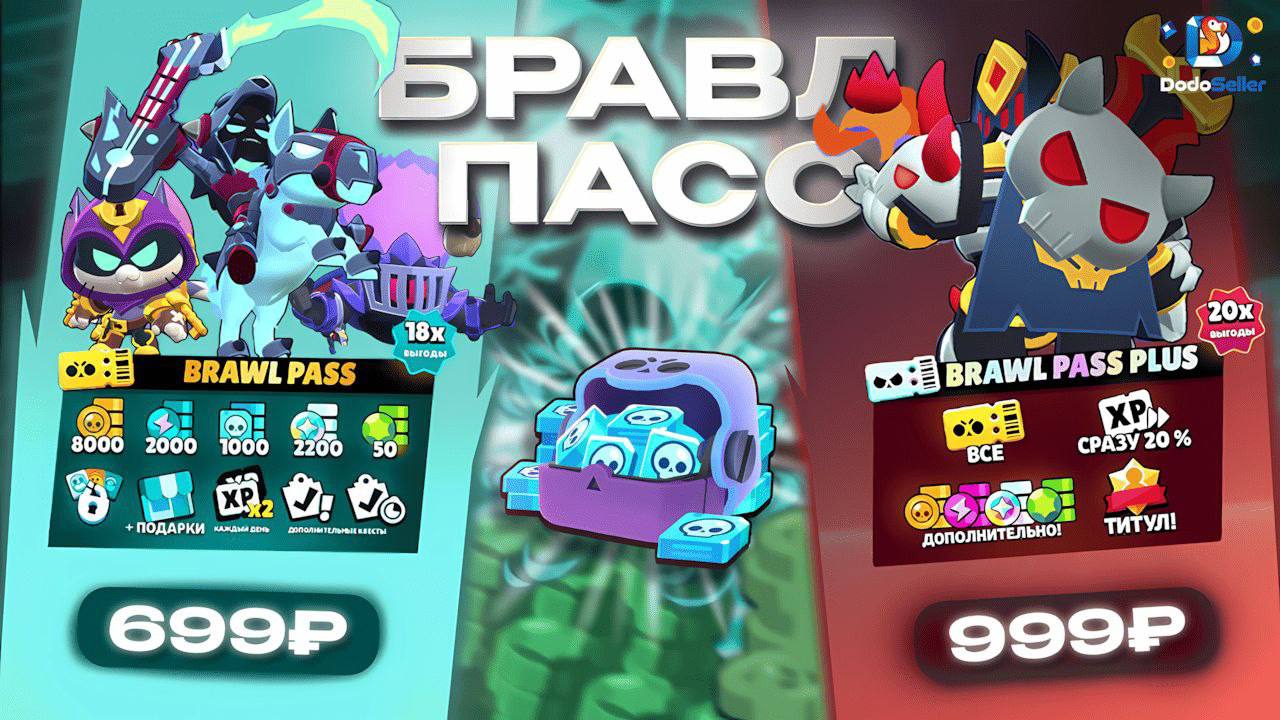 БРАВЛ
ПАСС
DodoSeller
18x
ВЫГОДЫ
BRAWL PASS
8000 2000 1000 2200 50
+ ПОДАРКИ
XP x2
КАЖДЫЙ ДЕНЬ
ДОПОЛНИТЕЛЬНЫЕ КВЕСТЫ
699₽
20x
ВЫГОДЫ
BRAWL PASS PLUS
ВСЕ
XP
СРАЗУ 20 %
ДОПОЛНИТЕЛЬНО!
ТИТУЛ!
999₽